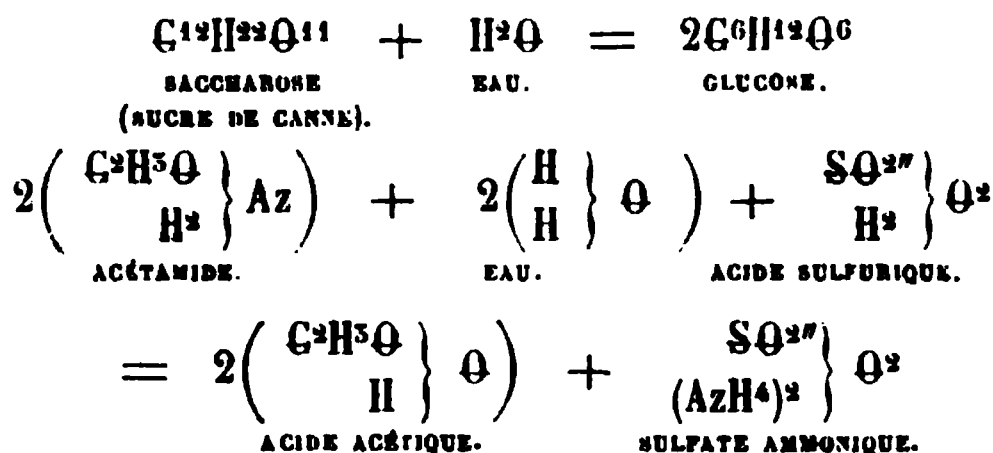 C¹²H²²O¹¹ + H²O = 2C⁶H¹²O⁶
SACCHAROSE EAU. GLUCOSE.
(SUCRE DE CANNE).
2( C²H³O } Az ) + 2( H } O ) + SO²″ } O²
H² H H²
ACÉTAMIDE. EAU. ACIDE SULFURIQUE.
= 2( C²H³O } O ) + SO²″ } O²
H (AzH⁴)²
ACIDE ACÉTIQUE. SULFATE AMMONIQUE.